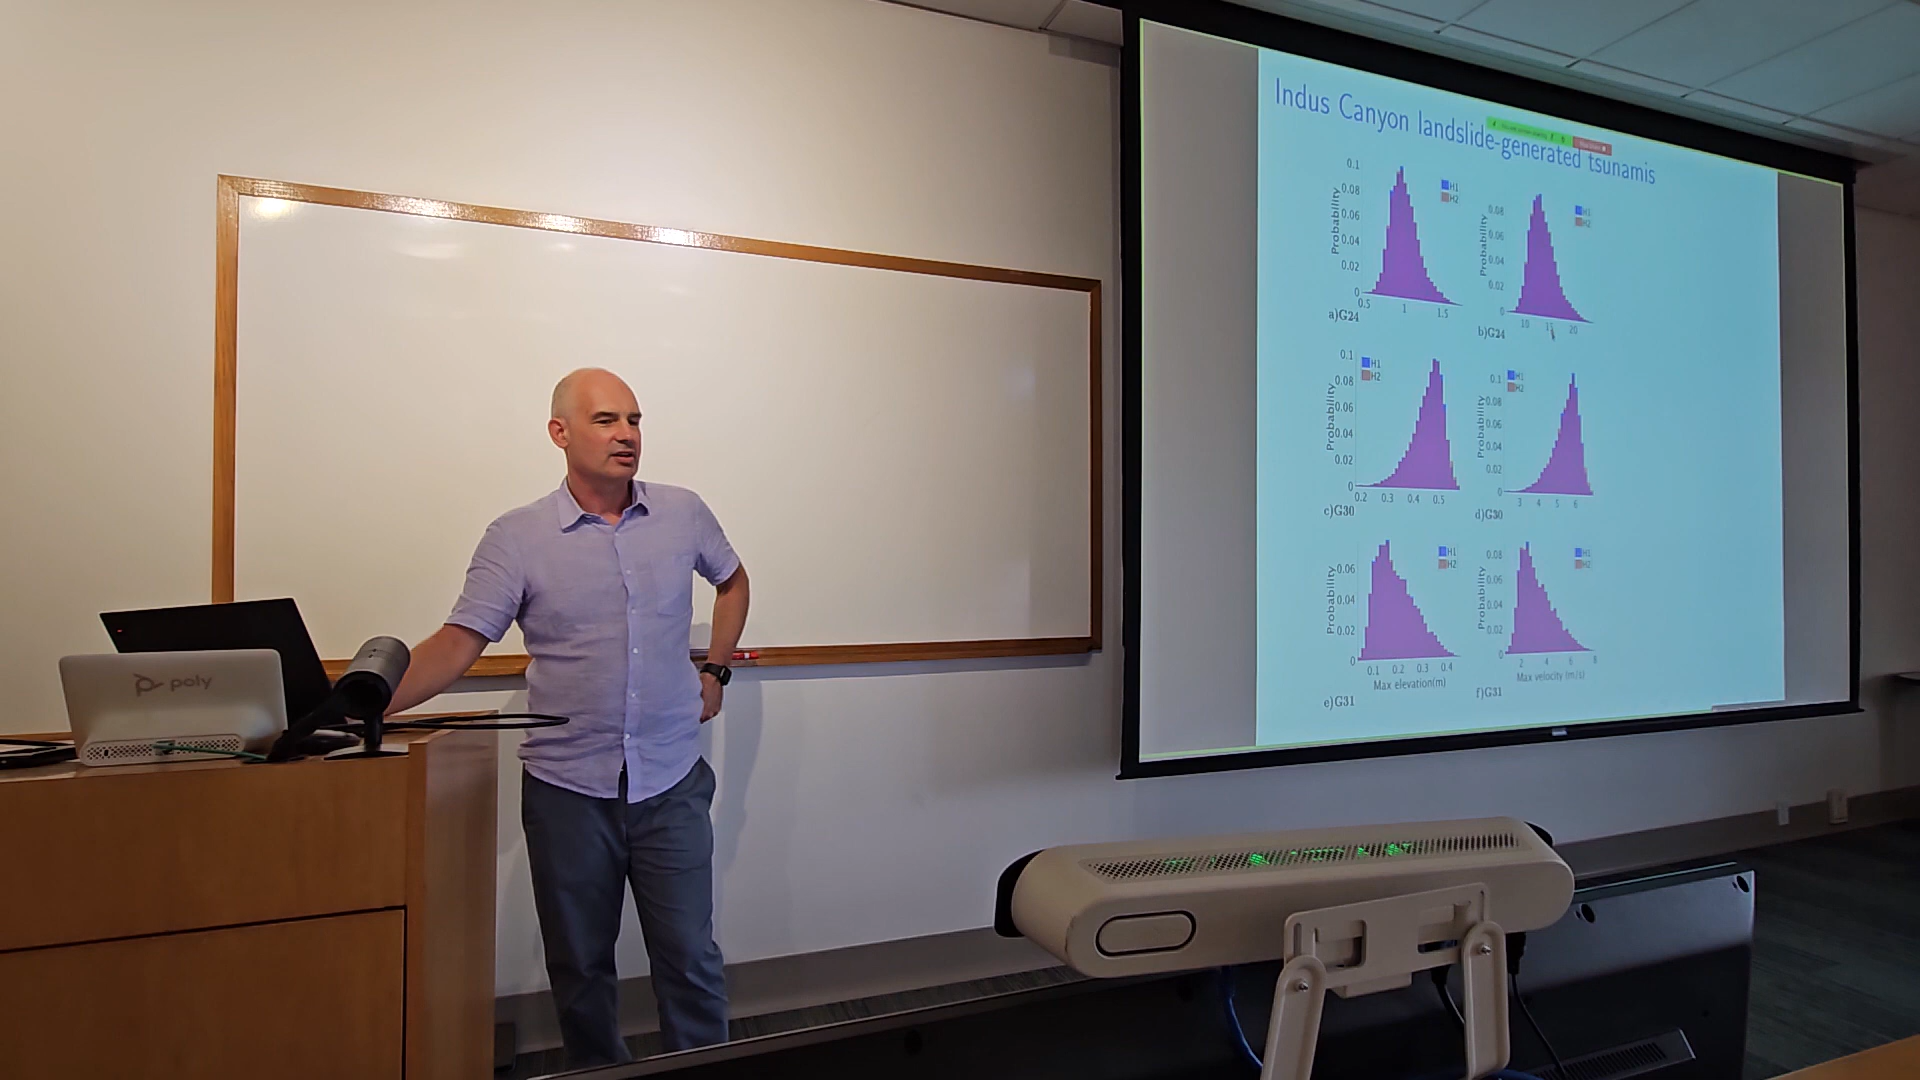 Indus Canyon landslide-generated tsunamis
0.1
0.08
0.06
0.04
0.02
0
Probability
0.5 1 1.5
H1
H2
a)G24
0.08
0.06
0.04
0.02
0
Probability
10 15 20
H1
H2
b)G24
0.1
0.08
0.06
0.04
0.02
0
Probability
0.2 0.3 0.4 0.5
H1
H2
c)G30
0.1
0.08
0.06
0.04
0.02
0
Probability
3 4 5 6
H1
H2
d)G30
0.06
0.04
0.02
0
Probability
0.1 0.2 0.3 0.4
Max elevation(m)
H1
H2
e)G31
0.08
0.06
0.04
0.02
0
Probability
2 4 6 8
Max velocity (m/s)
H1
H2
f)G31
poly